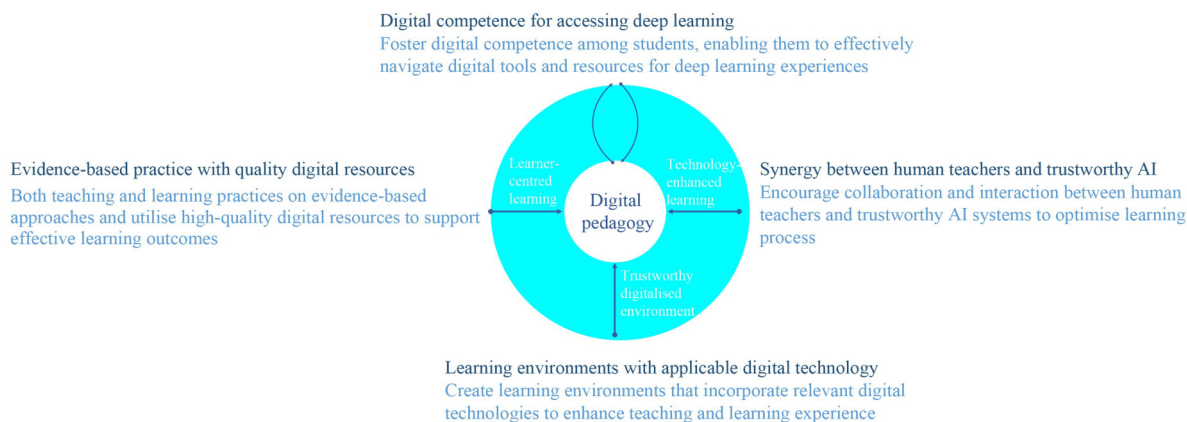 Digital competence for accessing deep learning
Foster digital competence among students, enabling them to effectively
navigate digital tools and resources for deep learning experiences
Evidence-based practice with quality digital resources
Both teaching and learning practices on evidence-based
approaches and utilise high-quality digital resources to support
effective learning outcomes
Learner-
centred
learning
Digital
pedagogy
Technology-
enhanced
learning
Synergy between human teachers and trustworthy AI
Encourage collaboration and interaction between human
teachers and trustworthy AI systems to optimise learning
process
Trustworthy
digitalised
environment
Learning environments with applicable digital technology
Create learning environments that incorporate relevant digital
technologies to enhance teaching and learning experience